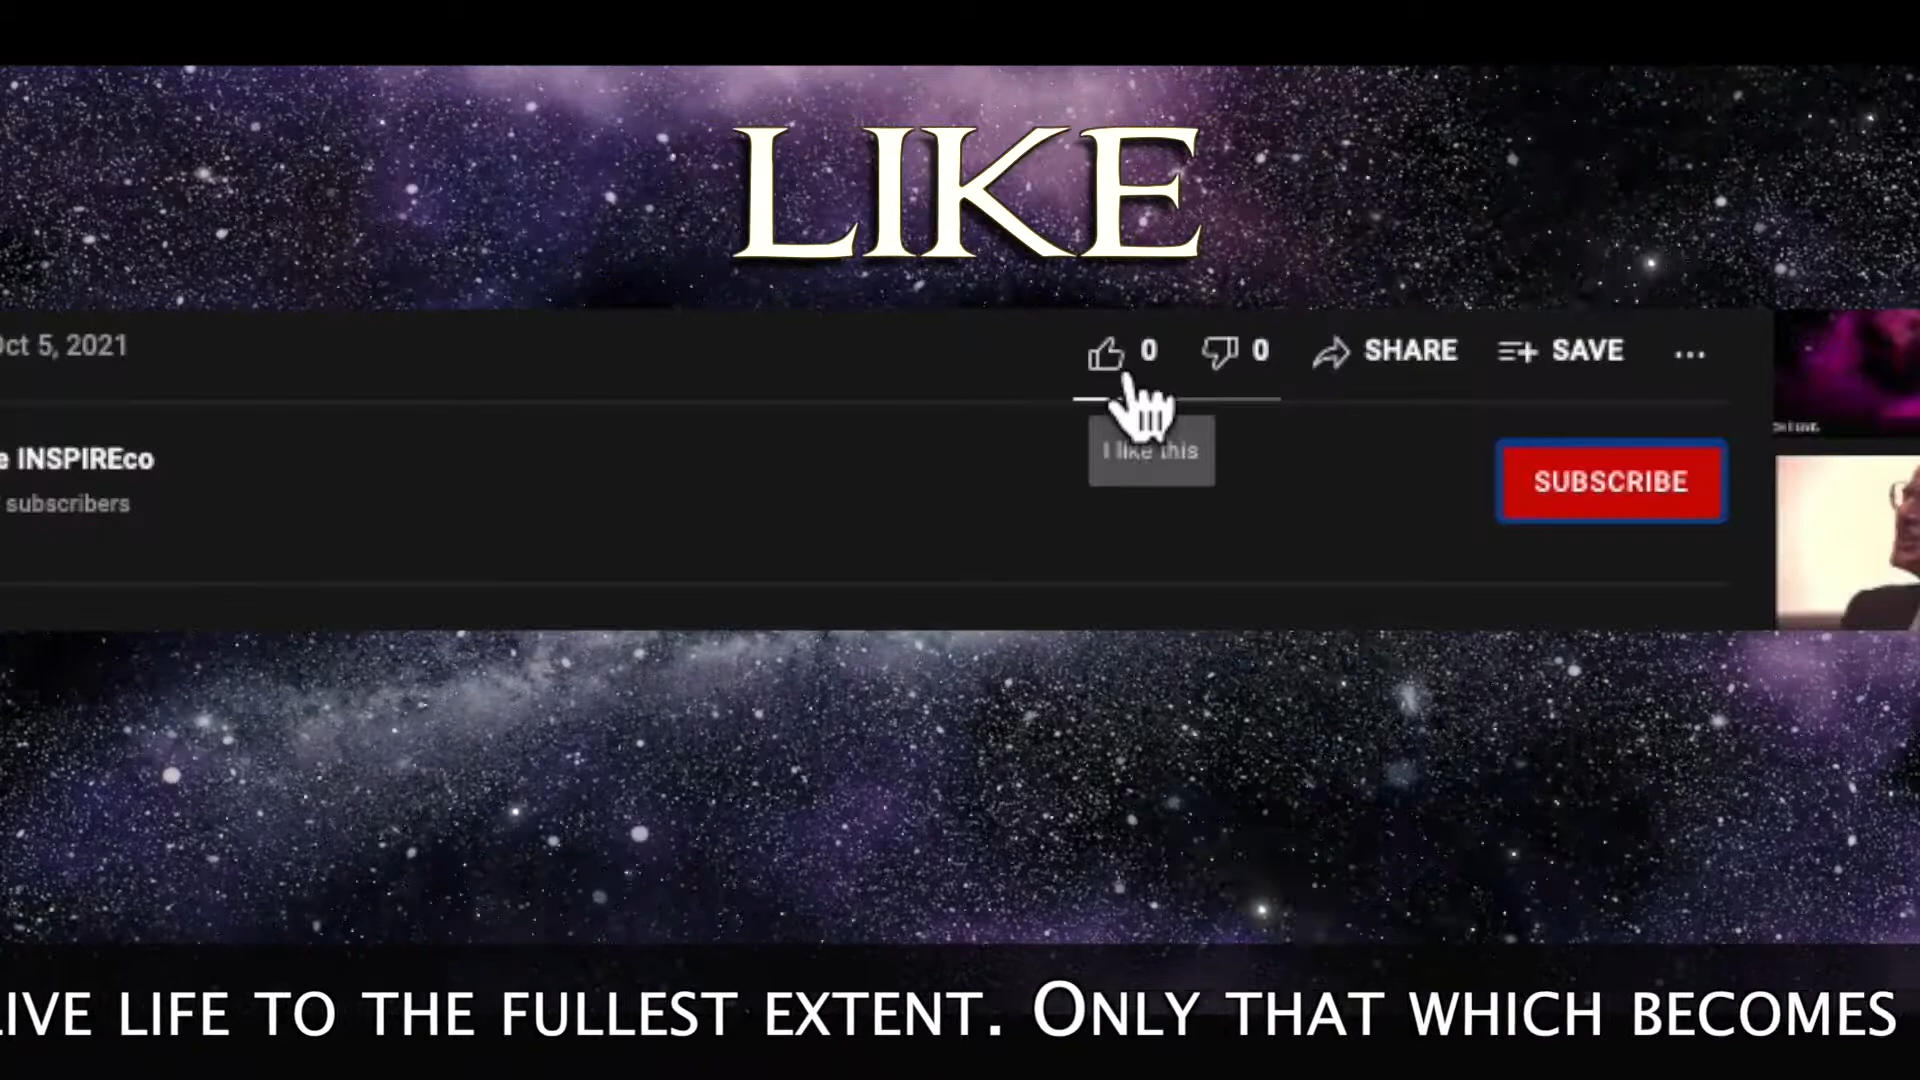 LIKE
Oct 5, 2021
0 0 SHARE SAVE ...
e INSPIREco
I like this
SUBSCRIBE
subscribers
LIVE LIFE TO THE FULLEST EXTENT. ONLY THAT WHICH BECOMES